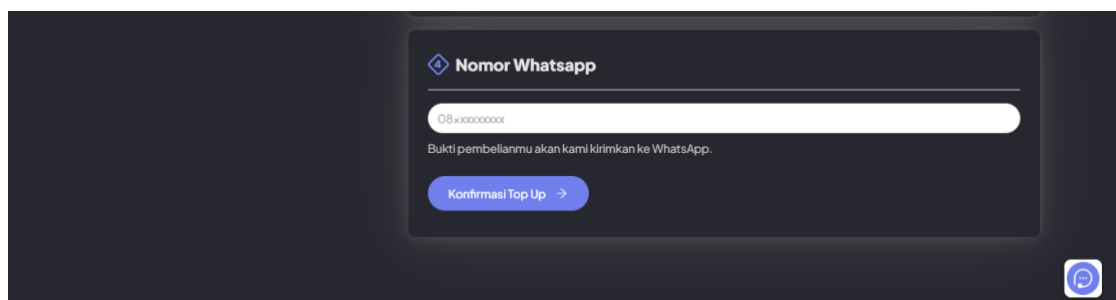 4 Nomor Whatsapp
08xxxxxxxxx
Bukti pembelianmu akan kami kirimkan ke WhatsApp.
Konfirmasi Top Up →